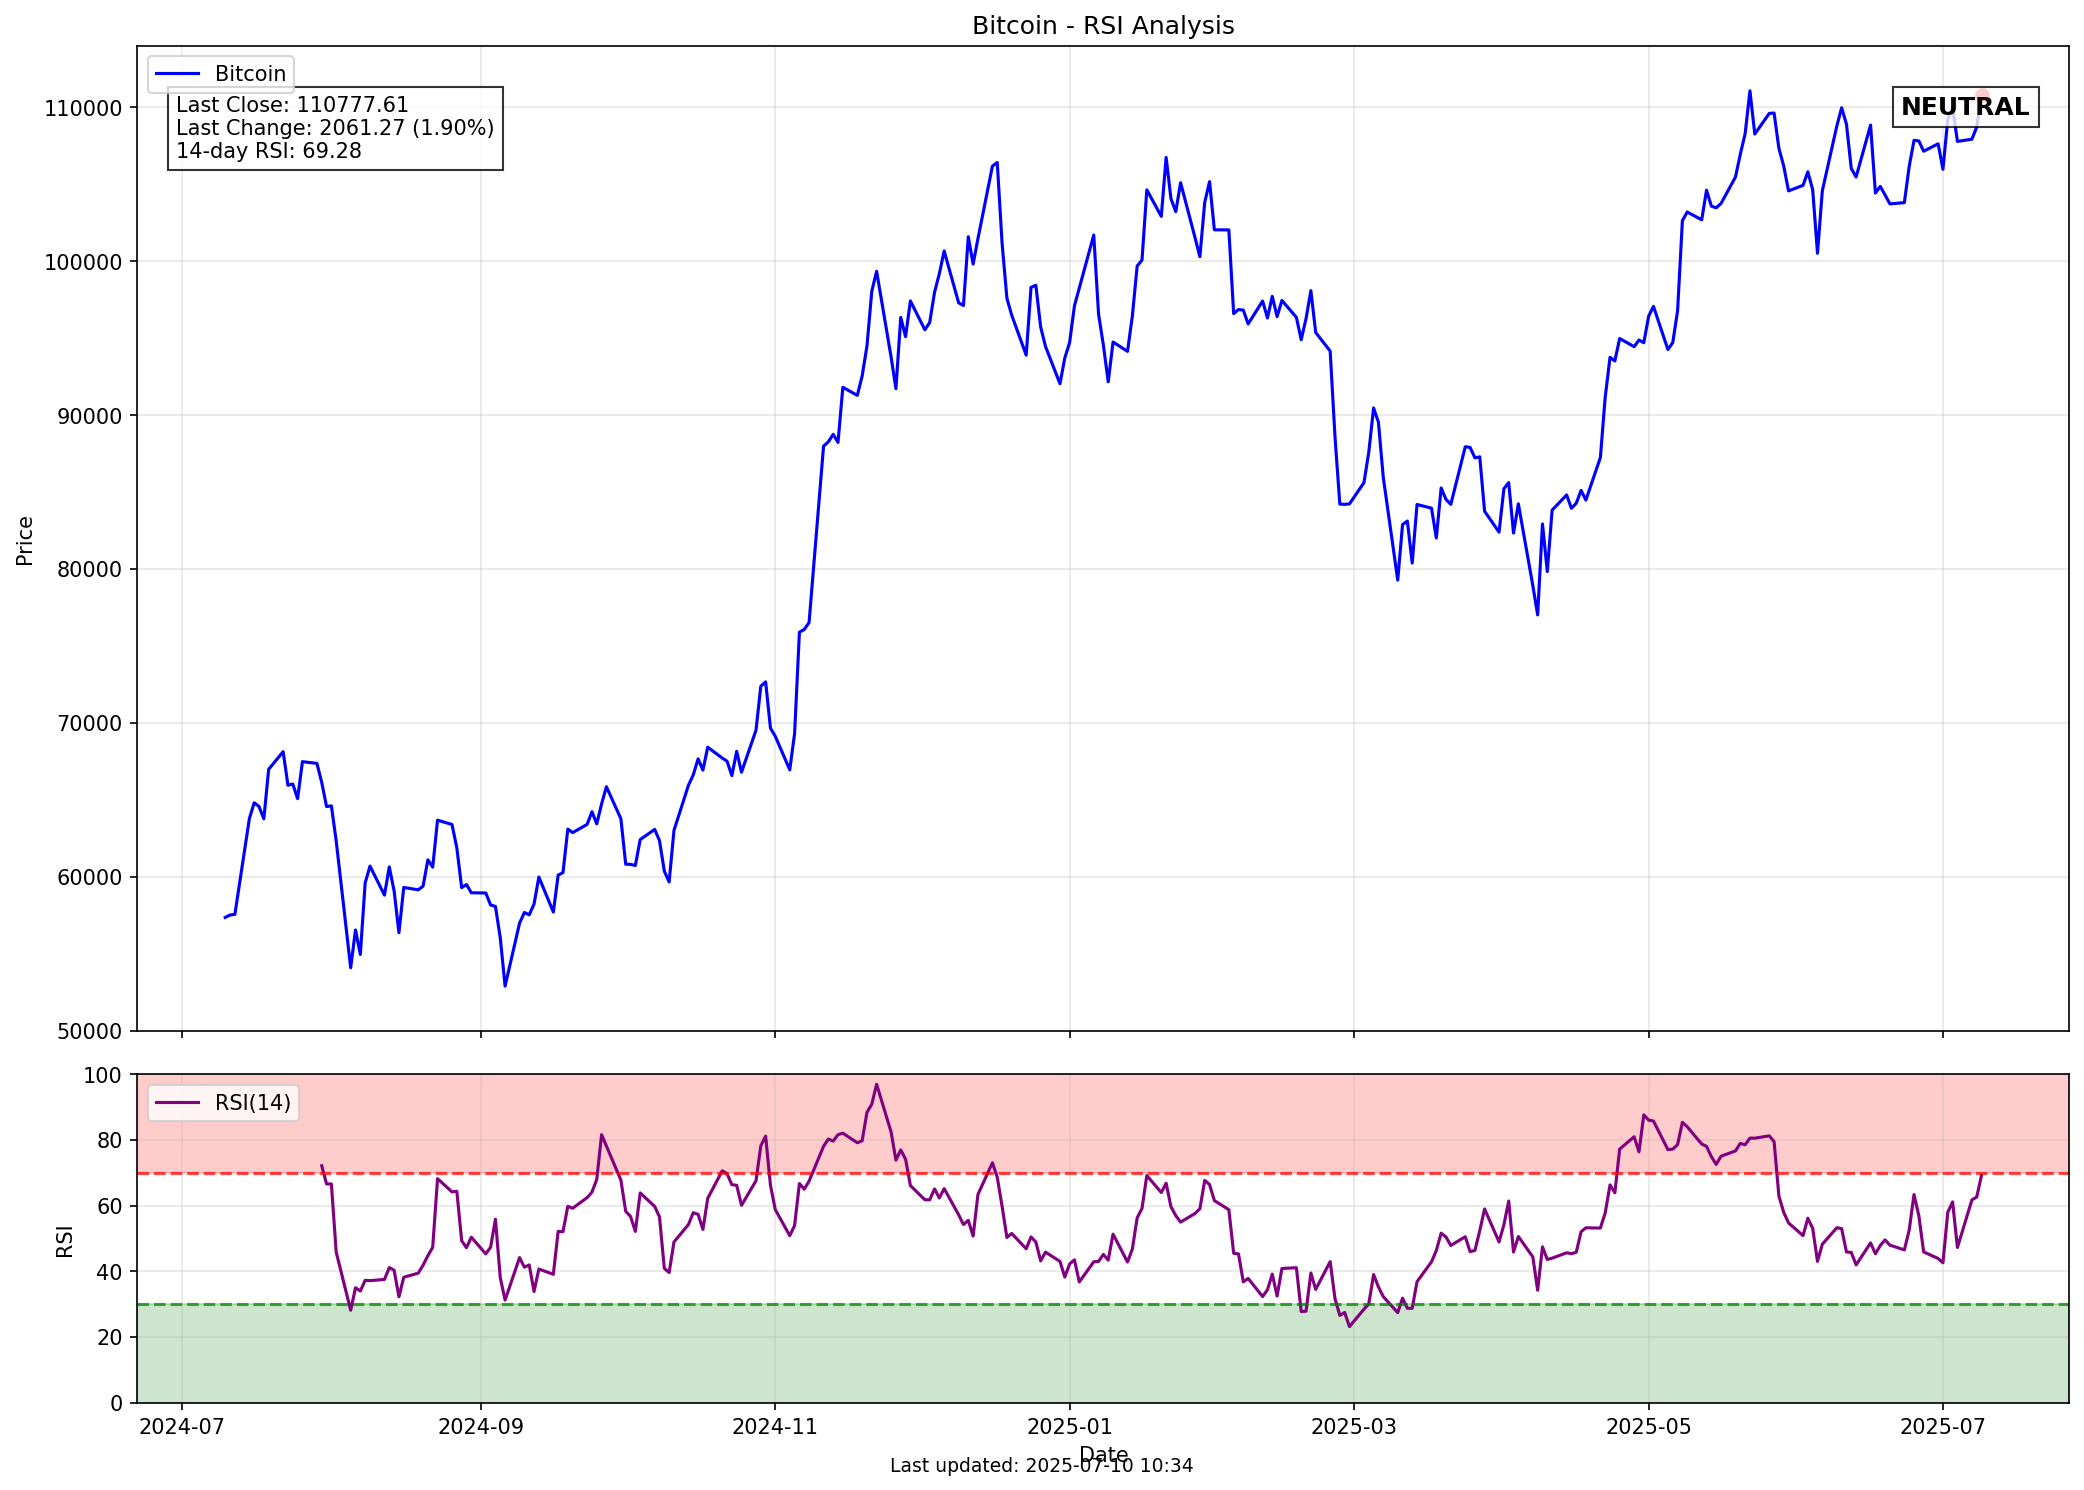 Bitcoin - RSI Analysis
Bitcoin
Last Close: 110777.61
Last Change: 2061.27 (1.90%)
14-day RSI: 69.28
NEUTRAL
110000
100000
90000
80000
70000
60000
50000
Price
RSI(14)
100
80
60
40
20
0
RSI
2024-07
2024-09
2024-11
2025-01
2025-03
2025-05
2025-07
Date
Last updated: 2025-07-10 10:34